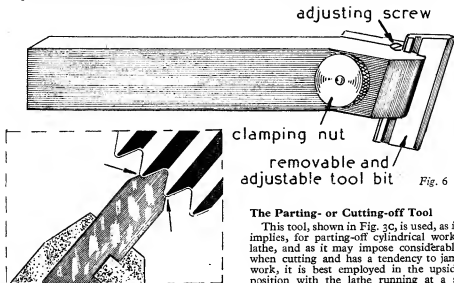 adjusting screw
clamping nut
removable and
adjustable tool bit
Fig. 6
The Parting- or Cutting-off Tool
This tool, shown in Fig. 3C, is used, as i
implies, for parting-off cylindrical work
lathe, and as it may impose considerable
when cutting and has a tendency to jam
work, it is best employed in the upsid
position with the lathe running at a s